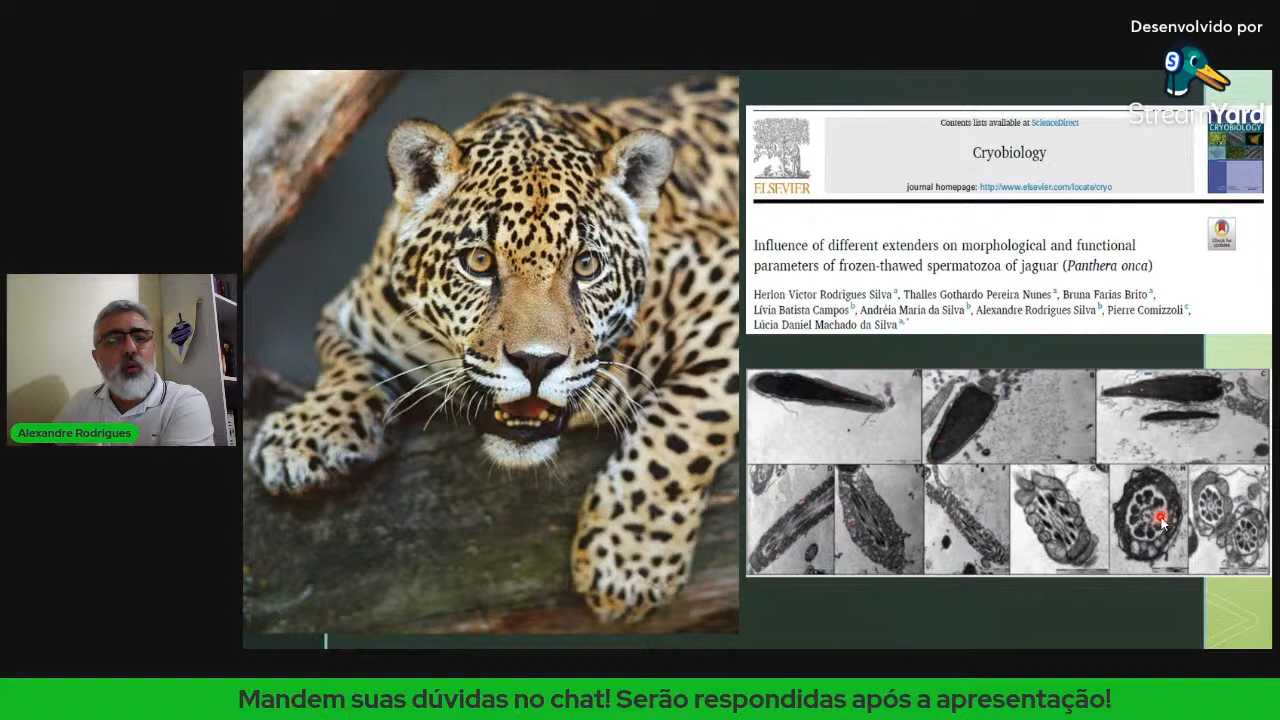 Desenvolvido por
S
StreamYard
Contents lists available at ScienceDirect
Cryobiology
CRYOBIOLOGY
ELSEVIER
journal homepage: http://www.elsevier.com/locate/cryo
Check for
updates
Influence of different extenders on morphological and functional
parameters of frozen-thawed spermatozoa of jaguar (Panthera onca)
Herlon Victor Rodrigues Silva a, Thalles Gothardo Pereira Nunes a, Bruna Farias Brito a,
Lívia Batista Campos b, Andréia Maria da Silva b, Alexandre Rodrigues Silva b, Pierre Comizzoli c,
Lúcia Daniel Machado da Silva a,*
A
C
D
F
G
H
I
Alexandre Rodrigues
Mandem suas dúvidas no chat! Serão respondidas após a apresentação!